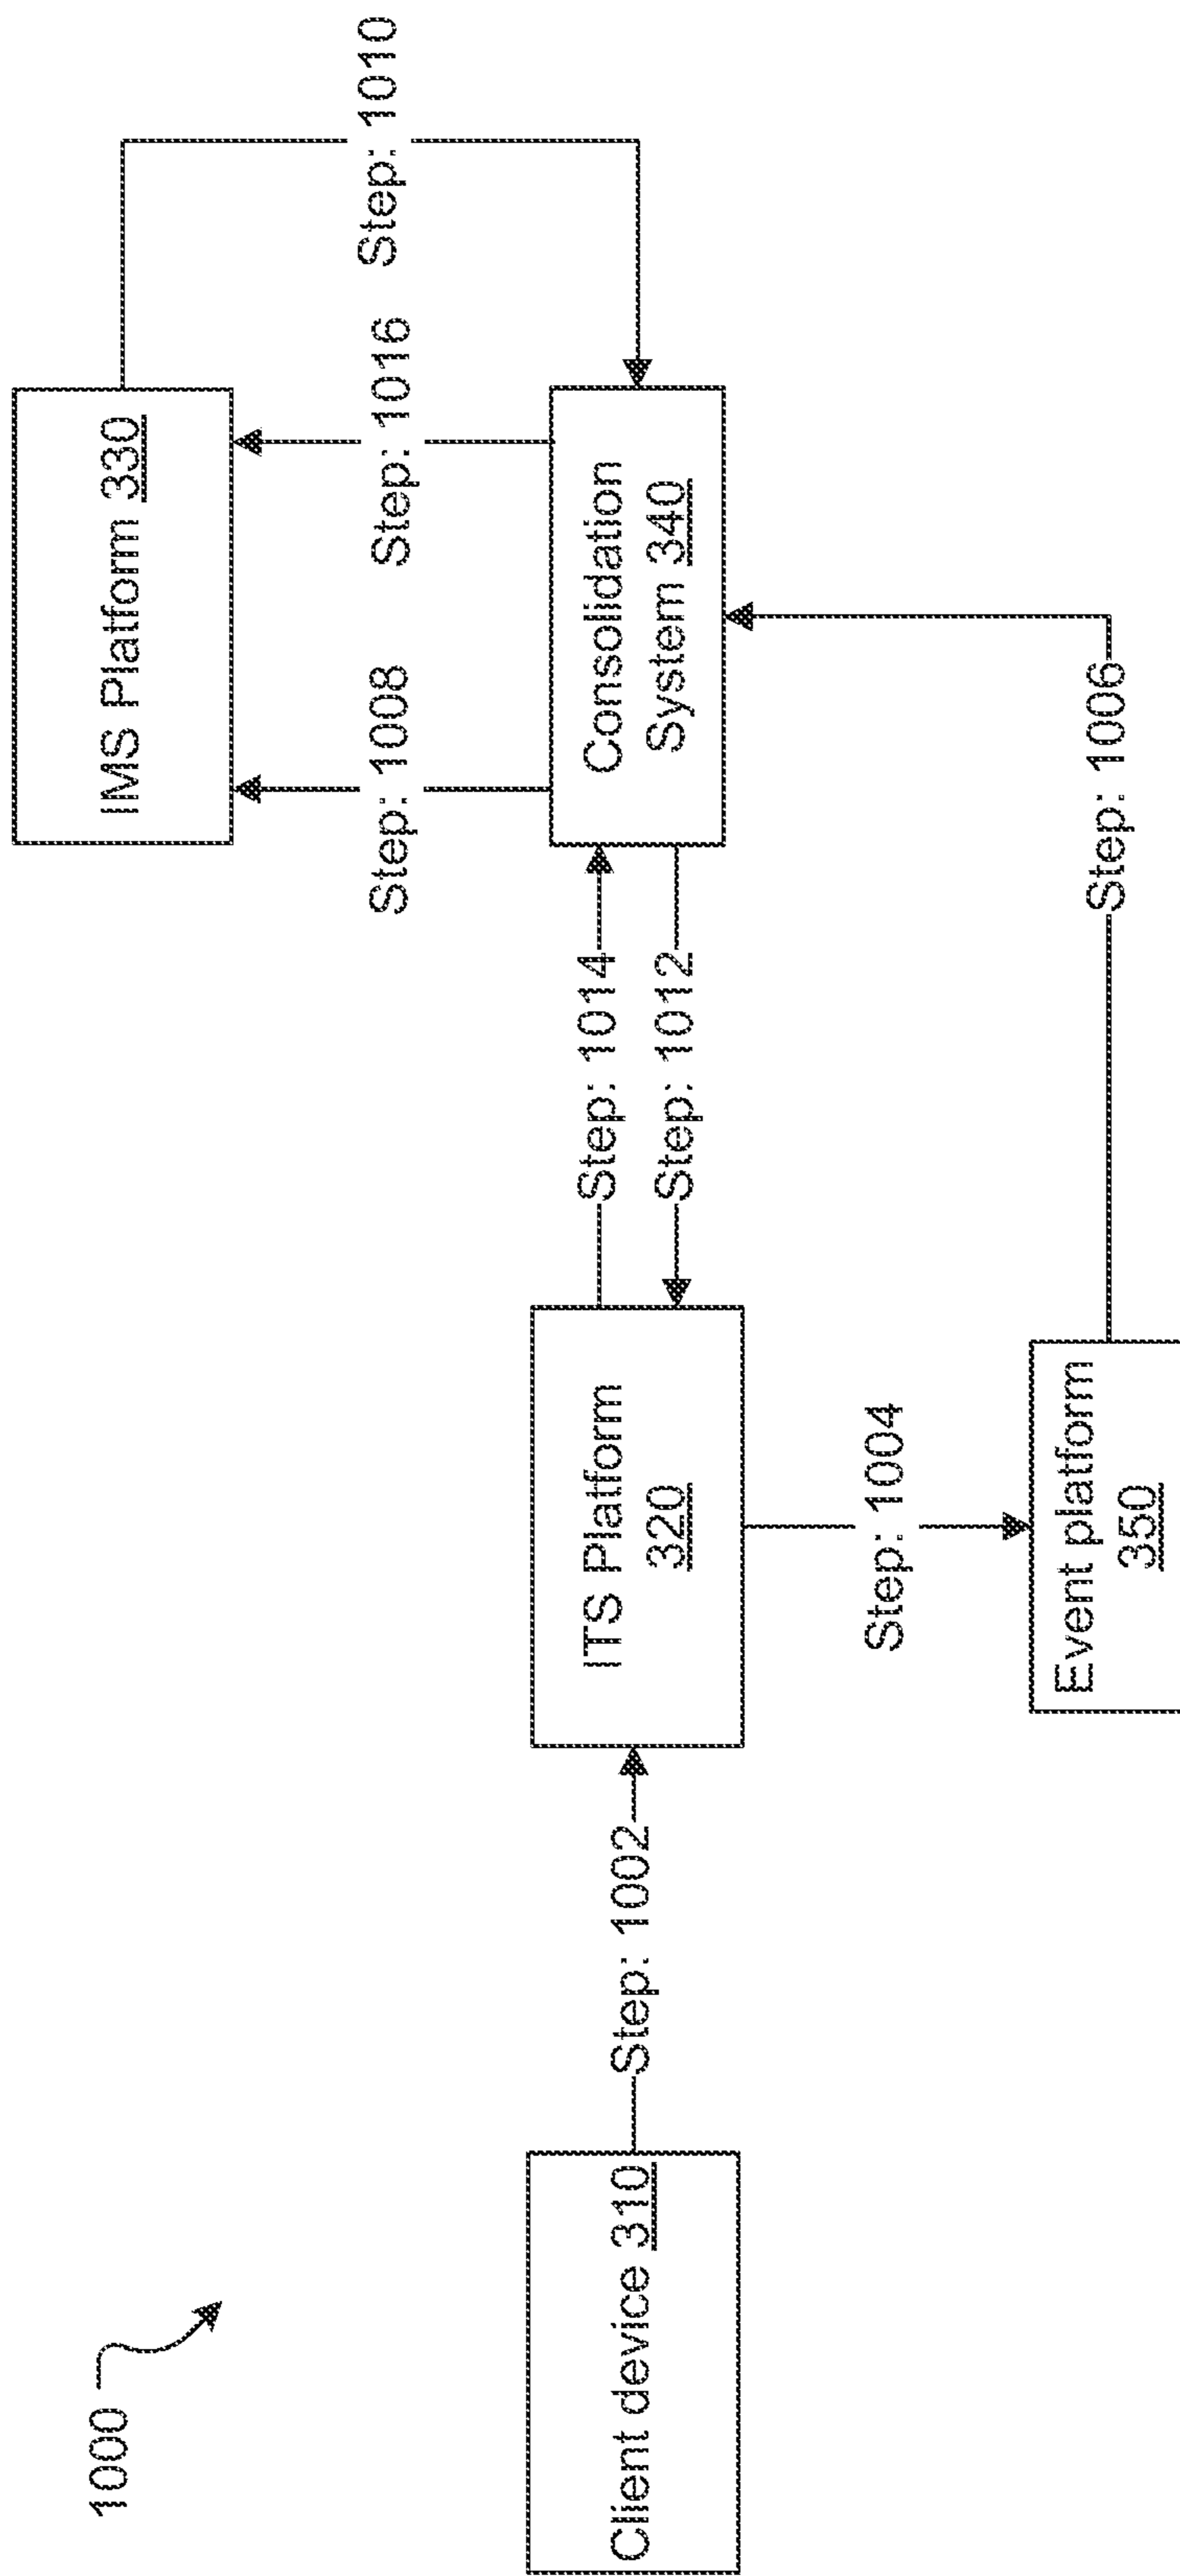 1000
IMS Platform 330
Step: 1008
Step: 1016
Step: 1010
Client device 310
Step: 1002
ITS Platform
320
Step: 1014
Step: 1012
Consolidation
System 340
Step: 1004
Event platform
350
Step: 1006